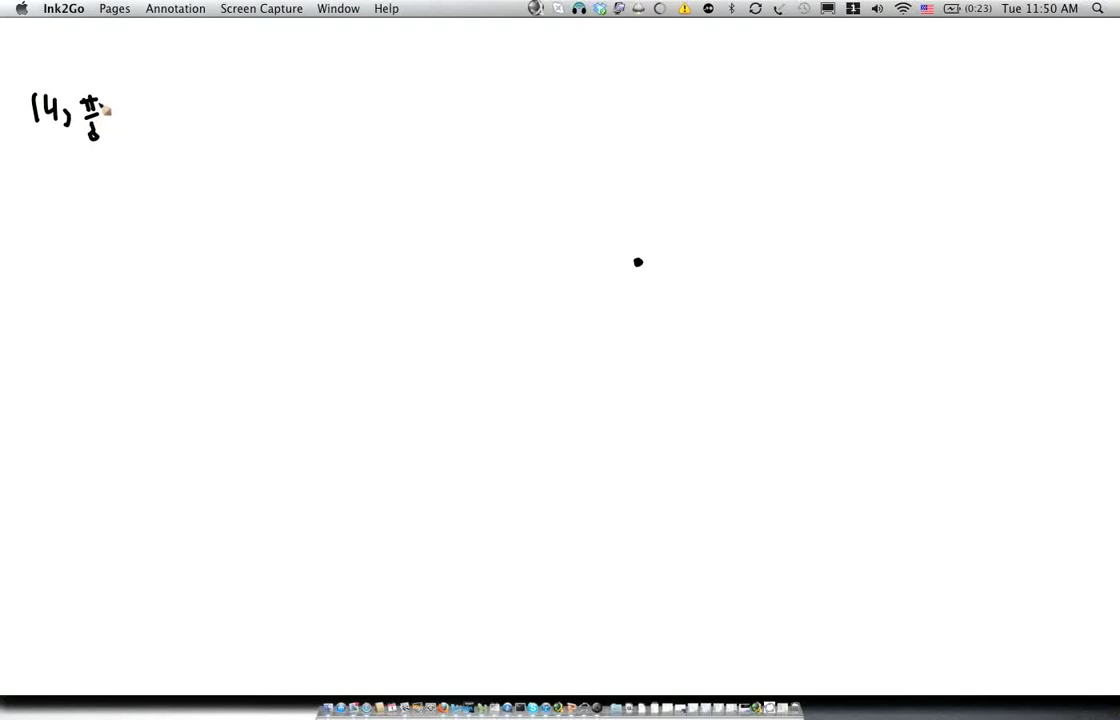 Ink2Go Pages Annotation Screen Capture Window Help (0:23) Tue 11:50 AM
(4, π/6